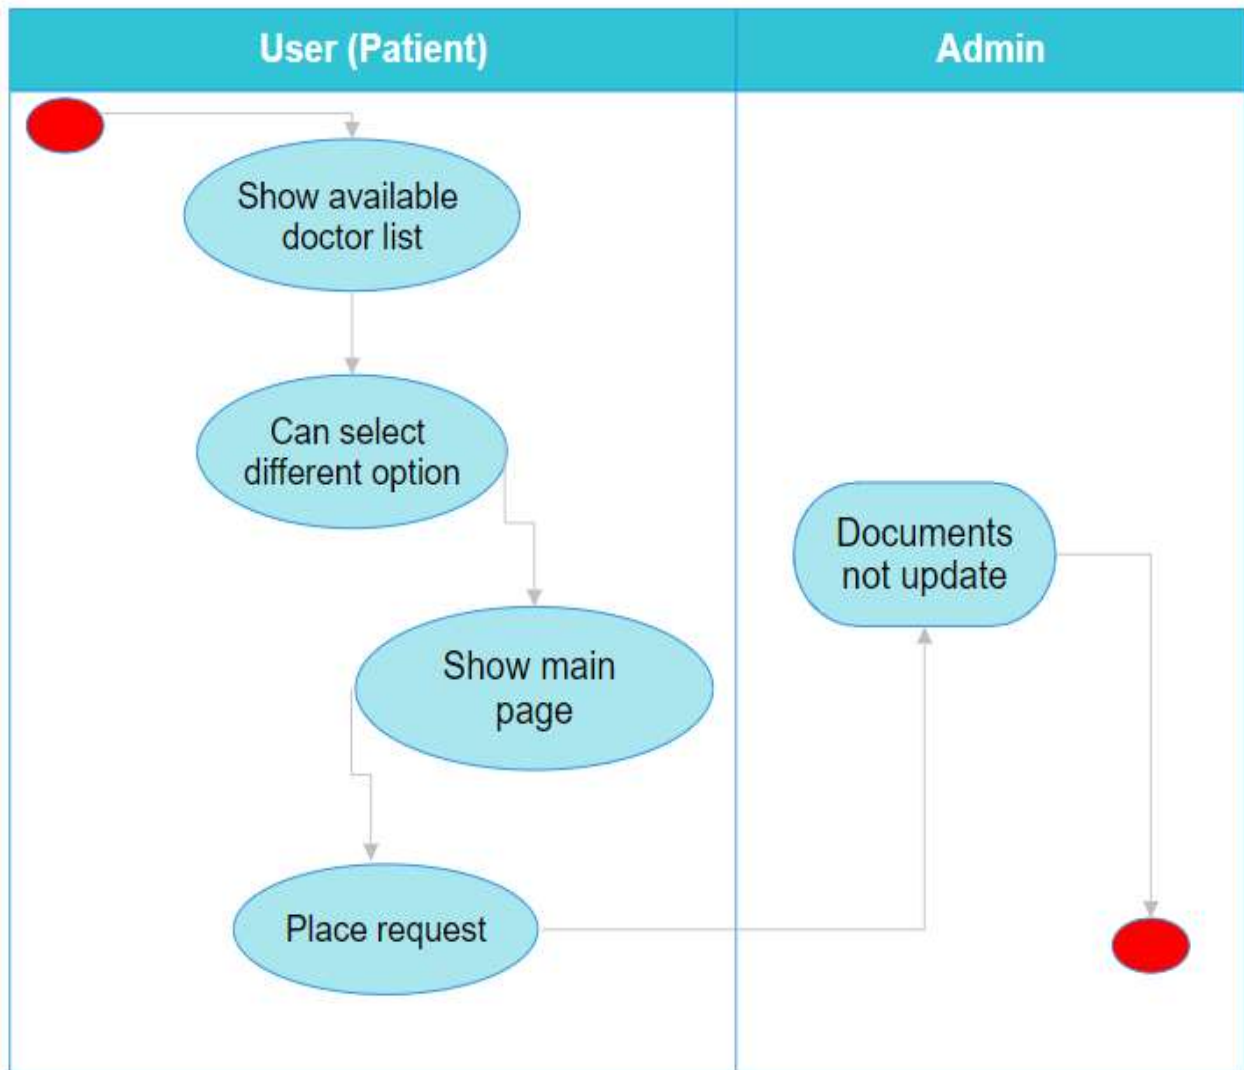 User (Patient)
Admin
Show available
doctor list
Can select
different option
Documents
not update
Show main
page
Place request